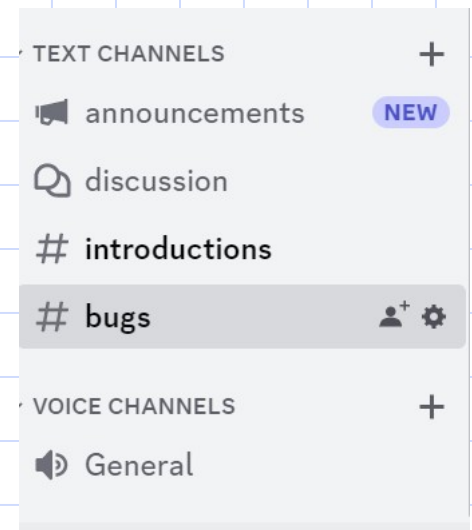 TEXT CHANNELS
announcements NEW
discussion
introductions
bugs
VOICE CHANNELS
General